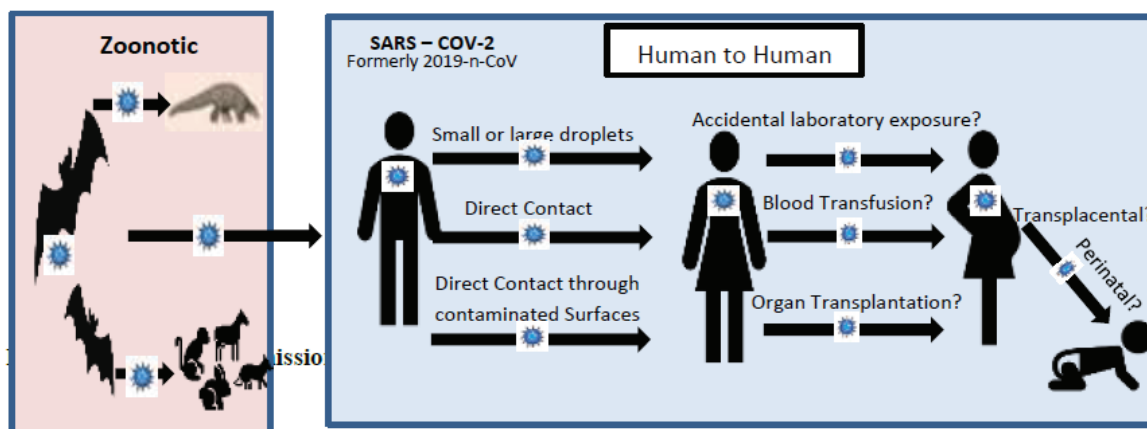 Zoonotic
SARS – COV-2
Formerly 2019-n-CoV
Human to Human
Small or large droplets
Direct Contact
Direct Contact through
contaminated Surfaces
Accidental laboratory exposure?
Blood Transfusion?
Organ Transplantation?
Transplacental?
Perinatal?